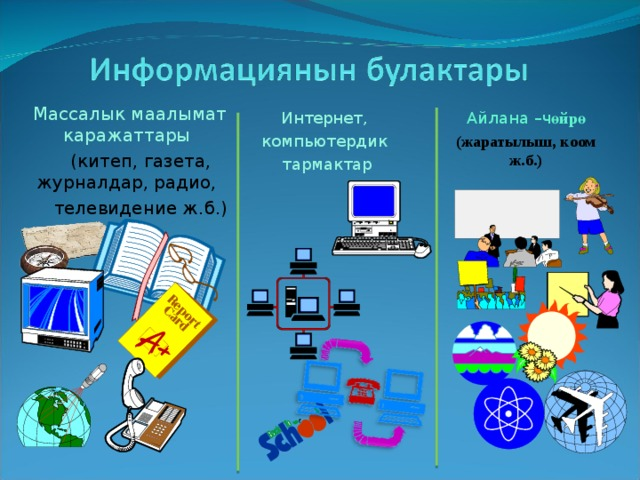 Информациянын булактары
Массалык маалымат
каражаттары
(китеп, газета,
журналдар, радио,
телевидение ж.б.)
Интернет,
компьютердик
тармактар
Айлана –чөйрө
(жаратылыш, коом
ж.б.)
Report
Card
A+
School